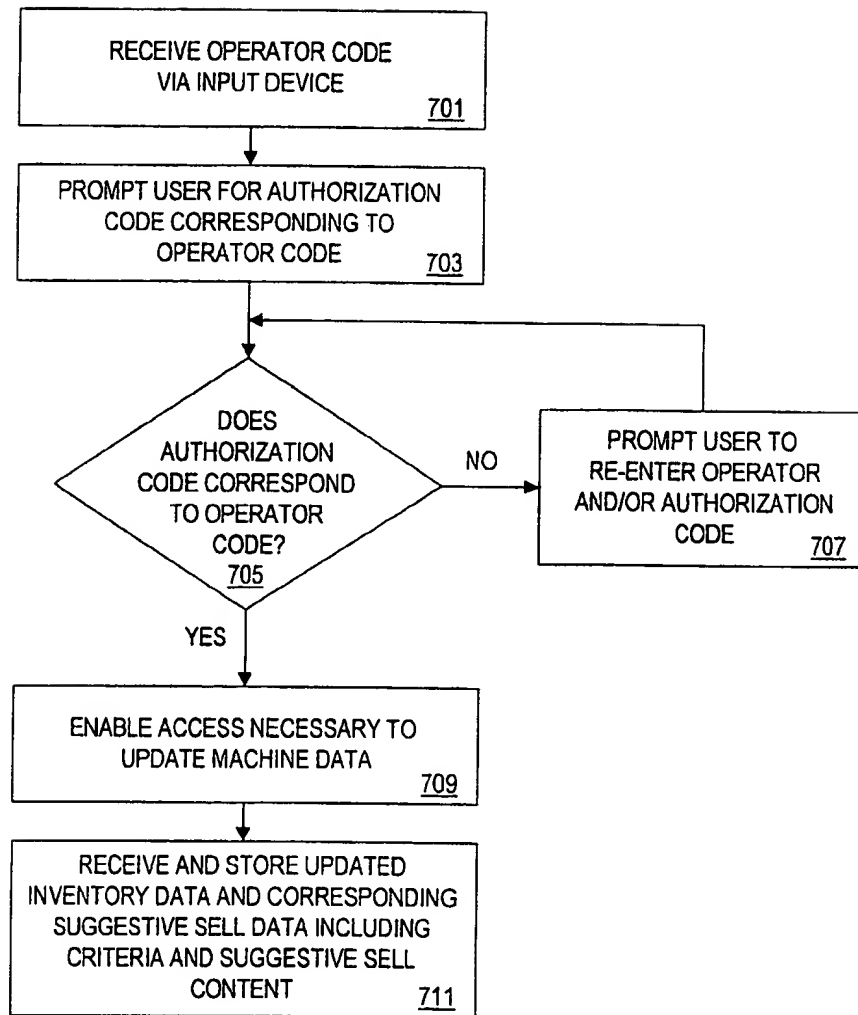 RECEIVE OPERATOR CODE
VIA INPUT DEVICE
701
PROMPT USER FOR AUTHORIZATION
CODE CORRESPONDING TO
OPERATOR CODE
703
DOES
AUTHORIZATION
CODE CORRESPOND
TO OPERATOR
CODE?
705
NO
PROMPT USER TO
RE-ENTER OPERATOR
AND/OR AUTHORIZATION
CODE
707
YES
ENABLE ACCESS NECESSARY TO
UPDATE MACHINE DATA
709
RECEIVE AND STORE UPDATED
INVENTORY DATA AND CORRESPONDING
SUGGESTIVE SELL DATA INCLUDING
CRITERIA AND SUGGESTIVE SELL
CONTENT
711